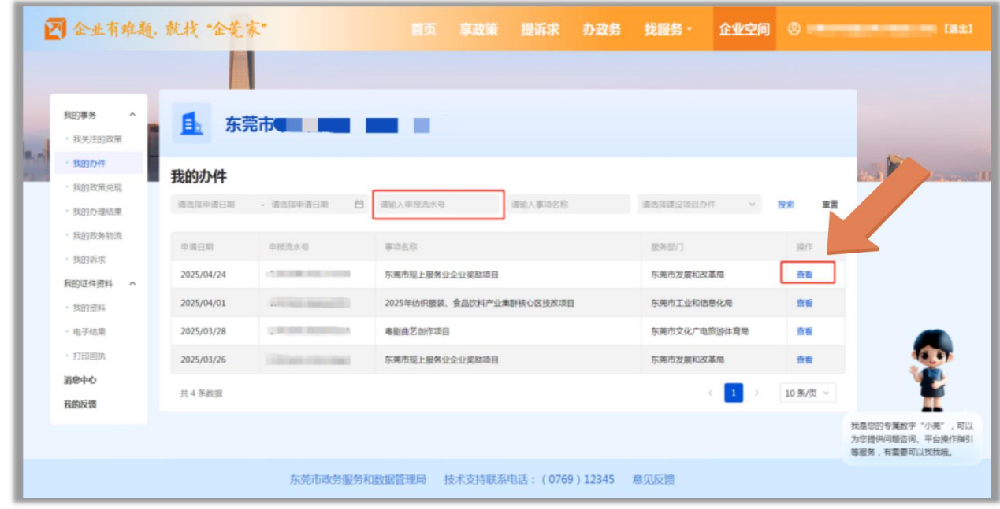 企业有难题，就找“企莞家”
首页 享政策 提诉求 办政务 找服务 企业空间 【退出】
我的事务
· 我关注的政策
· 我的办件
· 我的政策兑现
· 我的办理结果
· 我的政务物流
· 我的诉求
我的证件资料
· 我的资料
· 电子结果
· 打印回执
消息中心
我的反馈
东莞市
我的办件
请选择申请日期 - 请选择申请日期 请输入申报流水号 请输入事项名称 请选择建设项目办件 搜索 重置
申请日期 申报流水号 事项名称 服务部门 操作
2025/04/24 东莞市规上服务业企业奖励项目 东莞市发展和改革局 查看
2025/04/01 2025年纺织服装、食品饮料产业集群核心区技改项目 东莞市工业和信息化局 查看
2025/03/28 粤剧曲艺创作项目 东莞市文化广电旅游体育局 查看
2025/03/26 东莞市规上服务业企业奖励项目 东莞市发展和改革局 查看
共 4 条数据 < 1 > 10 条/页
我是您的专属数字“小莞”，可以
为您提供问题咨询、平台操作指引
等服务，有需要可以找我哦。
东莞市政务服务和数据管理局 技术支持联系电话：（0769）12345 意见反馈